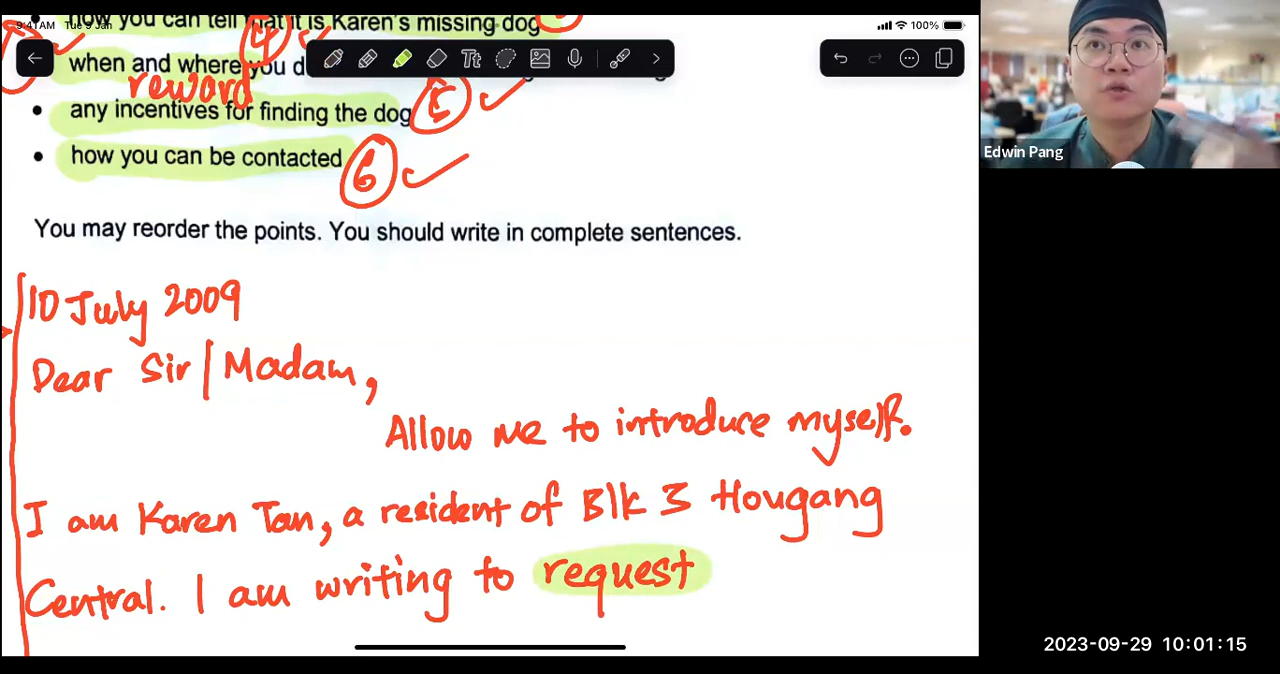 9:41AM Tue 9 Jan
100%
how you can tell that it is Karen's missing dog
when and where you d
reward
any incentives for finding the dog 5
how you can be contacted 6
You may reorder the points. You should write in complete sentences.
10 July 2009
Dear Sir/Madam,
Allow me to introduce myself.
I am Karen Tan, a resident of Blk 3 Hougang
Central. I am writing to request
Tt
Edwin Pang
2023-09-29 10:01:15